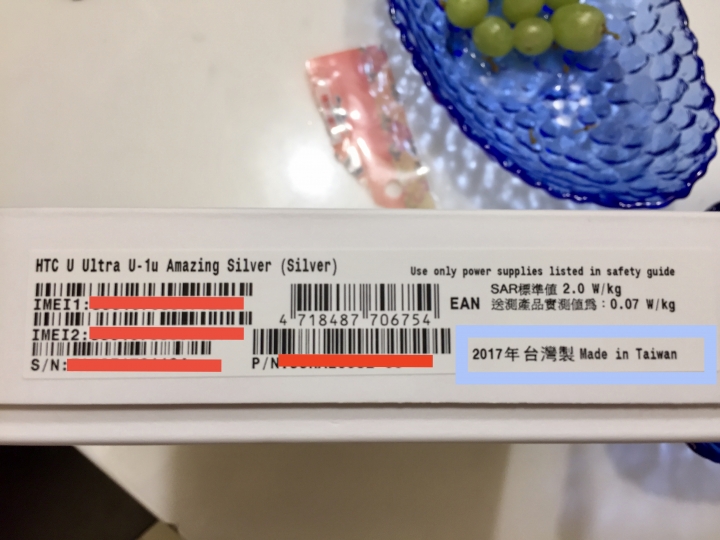 HTC U Ultra U-1u Amazing Silver (Silver)
Use only power supplies listed in safety guide
IMEI1:
IMEI2:
S/N:
4 718487 706754
EAN
P/N:
SAR標準值 2.0 W/kg
送測產品實測值為：0.07 W/kg
2017年台灣製 Made in Taiwan